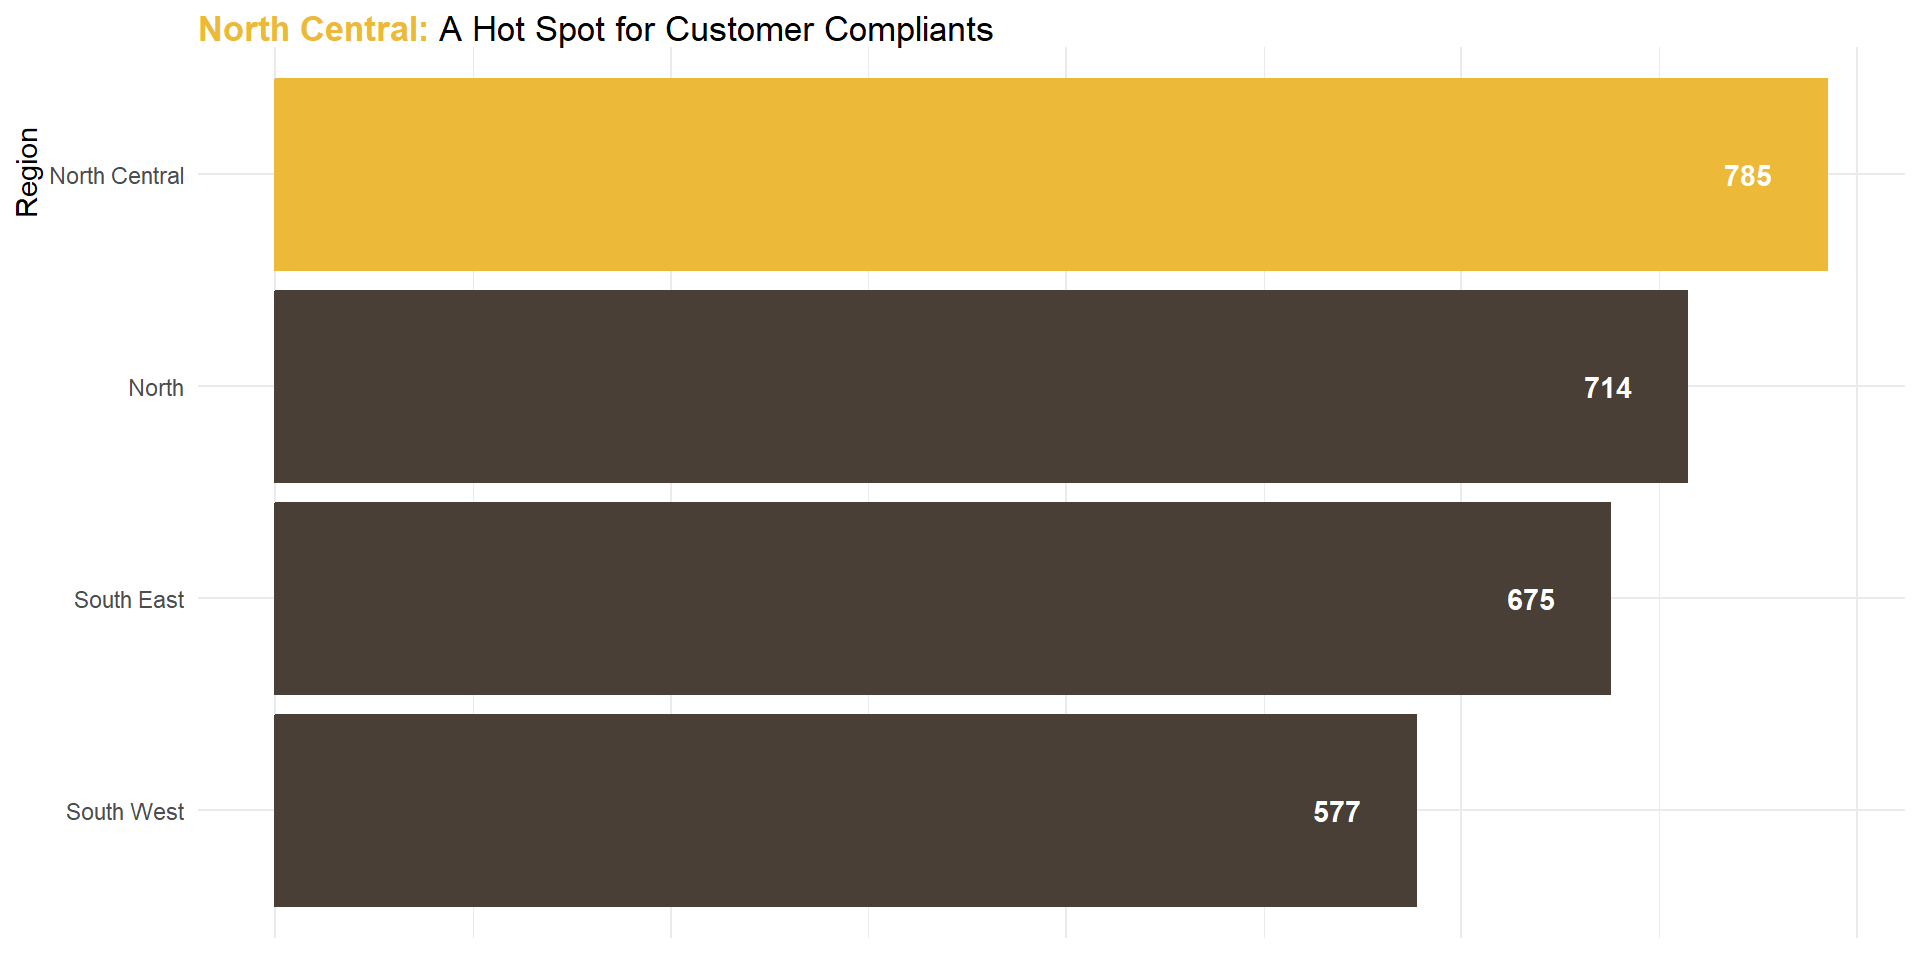 North Central: A Hot Spot for Customer Compliants
Region
North Central
785
North
714
South East
675
South West
577